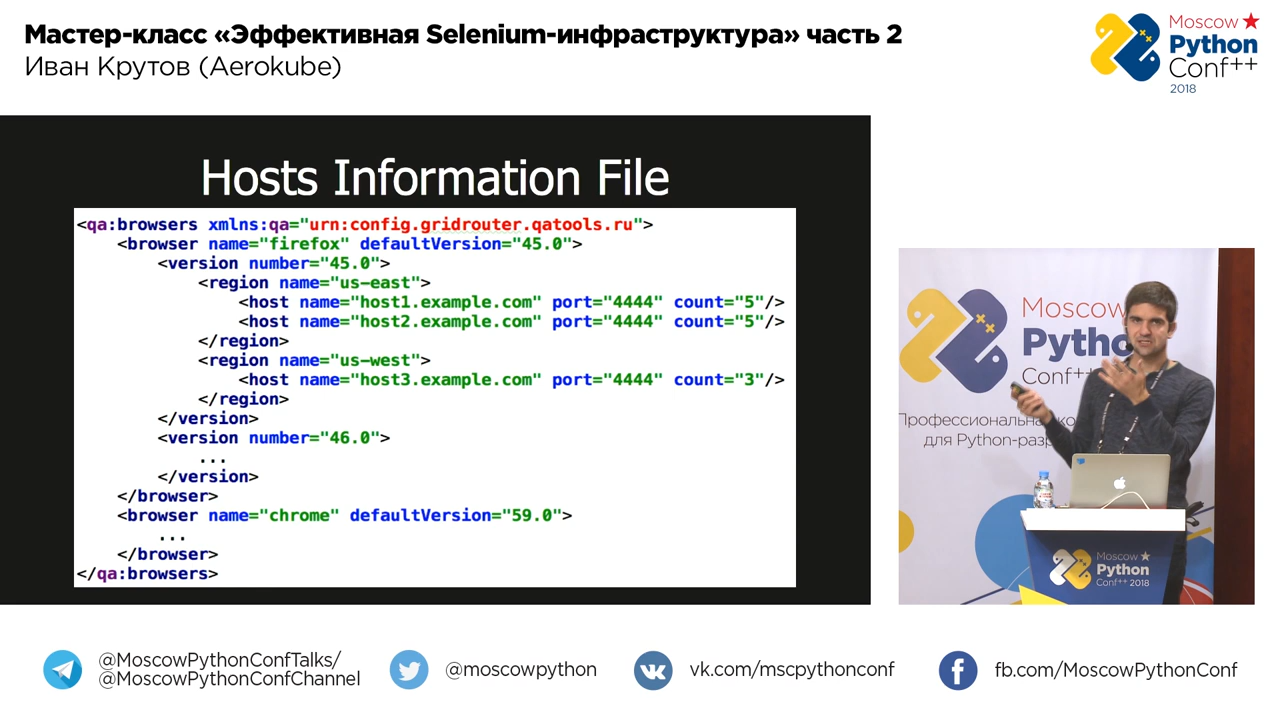 Мастер-класс «Эффективная Selenium-инфраструктура» часть 2
Иван Крутов (Aerokube)
Moscow
Python
Conf++
2018
Hosts Information File
<qa:browsers xmlns:qa="urn:config.gridrouter.qatools.ru">
<browser name="firefox" defaultVersion="45.0">
<version number="45.0">
<region name="us-east">
<host name="host1.example.com" port="4444" count="5"/>
<host name="host2.example.com" port="4444" count="5"/>
</region>
<region name="us-west">
<host name="host3.example.com" port="4444" count="3"/>
</region>
</version>
<version number="46.0">
...
</version>
</browser>
<browser name="chrome" defaultVersion="59.0">
...
</browser>
</qa:browsers>
Moscow
Conf++
для
Moscow
Python
Conf++ 2018
@MoscowPythonConfTalks/
@MoscowPythonConfChannel
@moscowpython
vk.com/mscpythonconf
fb.com/MoscowPythonConf